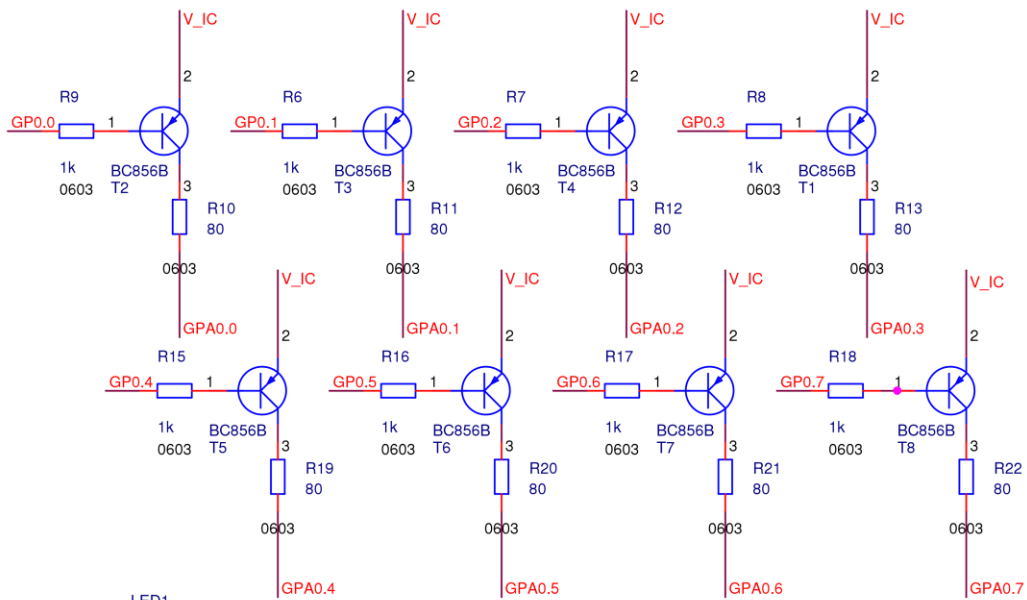 V_IC V_IC V_IC V_IC
2 2 2 2
R9 R6 R7 R8
GP0.0 1 GP0.1 1 GP0.2 1 GP0.3 1
1k BC856B 1k BC856B 1k BC856B 1k BC856B
0603 T2 3 0603 T3 3 0603 T4 3 0603 T1 3
R10 R11 R12 R13
80 80 80 80
0603 0603 0603 0603
V_IC V_IC V_IC V_IC
GPA0.0 GPA0.1 GPA0.2 GPA0.3
2 2 2 2
R15 R16 R17 R18
GP0.4 1 GP0.5 1 GP0.6 1 GP0.7 1
1k BC856B 1k BC856B 1k BC856B 1k BC856B
0603 T5 3 0603 T6 3 0603 T7 3 0603 T8 3
R19 R20 R21 R22
80 80 80 80
0603 0603 0603 0603
GPA0.4 GPA0.5 GPA0.6 GPA0.7
LED1